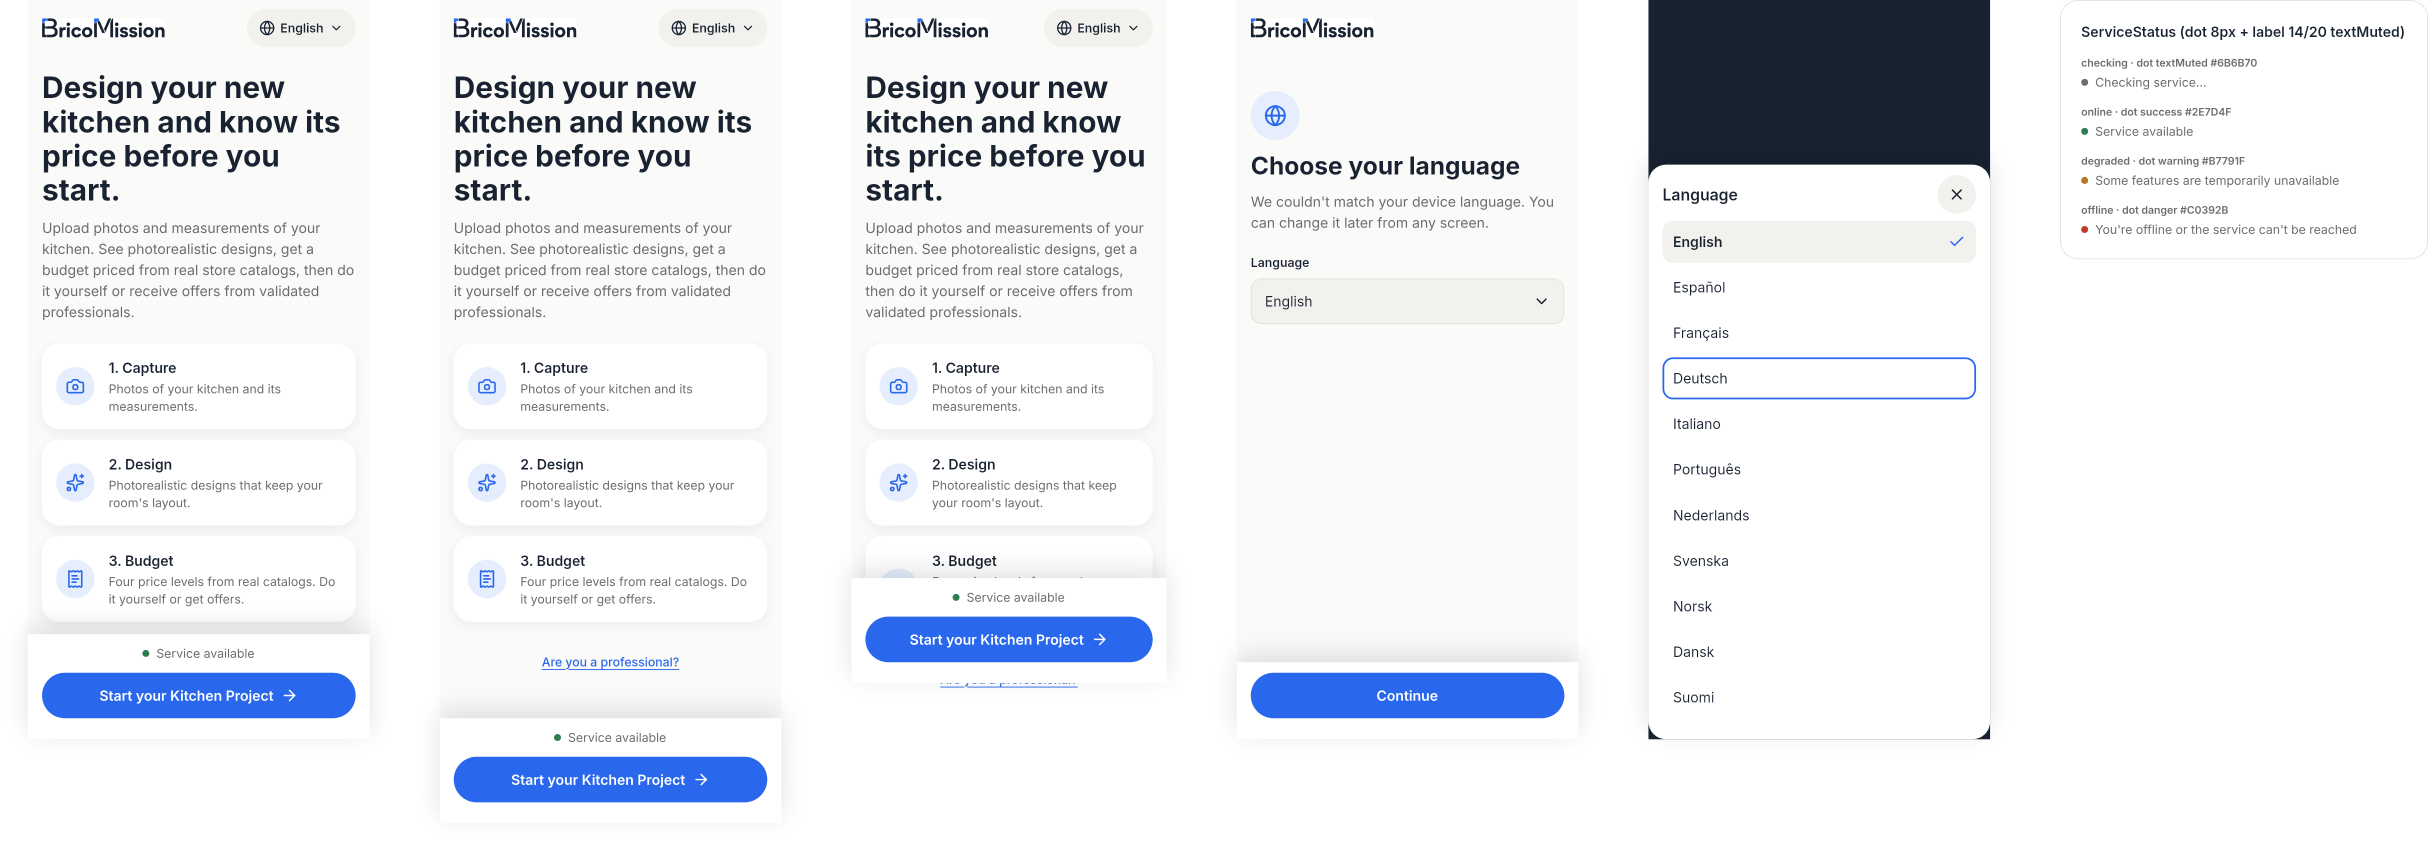 BricoMission
English
Design your new
kitchen and know its
price before you
start.
Upload photos and measurements of your
kitchen. See photorealistic designs, get a
budget priced from real store catalogs, then do
it yourself or receive offers from validated
professionals.
1. Capture
Photos of your kitchen and its
measurements.
2. Design
Photorealistic designs that keep your
room's layout.
3. Budget
Four price levels from real catalogs. Do
it yourself or get offers.
Service available
Start your Kitchen Project
BricoMission
English
Design your new
kitchen and know its
price before you
start.
Upload photos and measurements of your
kitchen. See photorealistic designs, get a
budget priced from real store catalogs, then do
it yourself or receive offers from validated
professionals.
1. Capture
Photos of your kitchen and its
measurements.
2. Design
Photorealistic designs that keep your
room's layout.
3. Budget
Four price levels from real catalogs. Do
it yourself or get offers.
Are you a professional?
Service available
Start your Kitchen Project
BricoMission
English
Design your new
kitchen and know
its price before you
start.
Upload photos and measurements of your
kitchen. See photorealistic designs, get a
budget priced from real store catalogs,
then do it yourself or receive offers from
validated professionals.
1. Capture
Photos of your kitchen and its
measurements.
2. Design
Photorealistic designs that keep
your room's layout.
3. Budget
Service available
Start your Kitchen Project
BricoMission
Choose your language
We couldn't match your device language. You
can change it later from any screen.
Language
English
Continue
Language
English
Español
Français
Deutsch
Italiano
Português
Nederlands
Svenska
Norsk
Dansk
Suomi
ServiceStatus (dot 8px + label 14/20 textMuted)
checking · dot textMuted #6B6B70
Checking service...
online · dot success #2E7D4F
Service available
degraded · dot warning #B7791F
Some features are temporarily unavailable
offline · dot danger #C0392B
You're offline or the service can't be reached